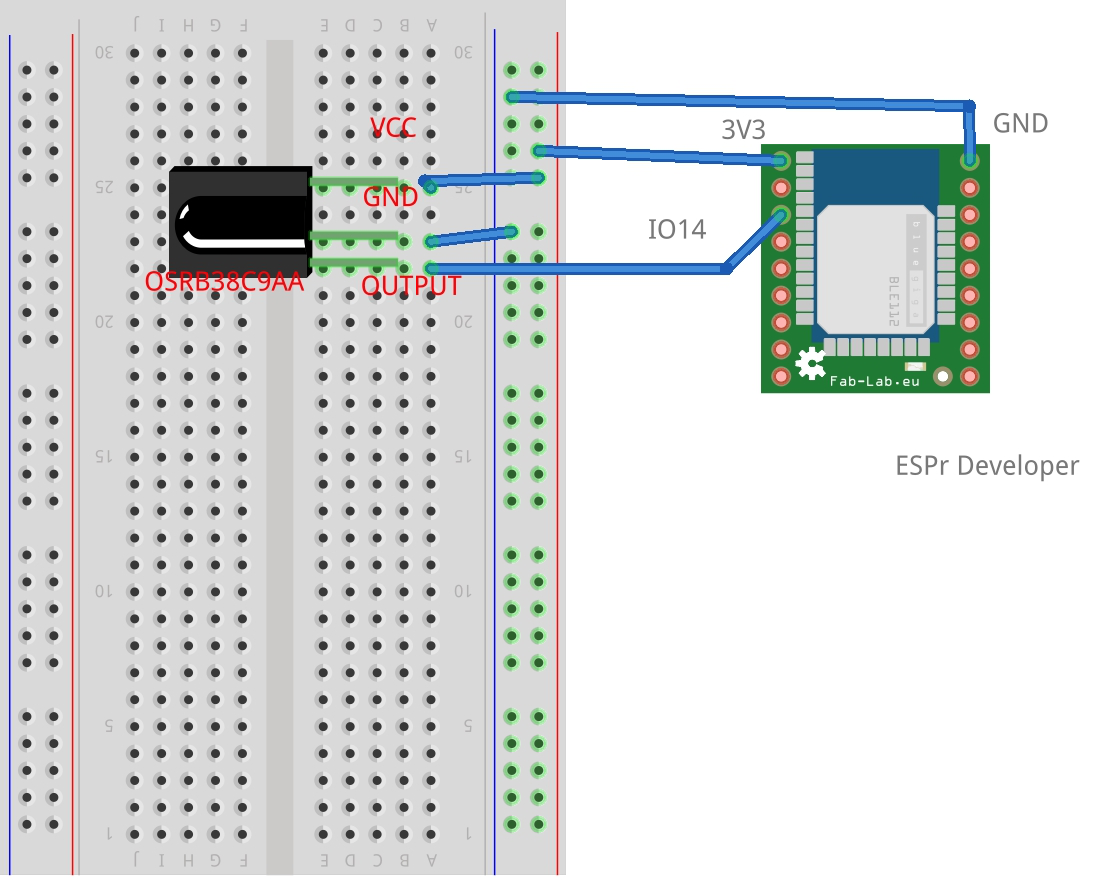 J I H G F E D C B A
30 30
VCC
3V3
GND
25 25
GND
IO14
OSRB38C9AA
OUTPUT
20 20
BLE112
bluegiga
Fab-Lab.eu
15 15
ESPr Developer
10 10
5 5
1 1
J I H G F E D C B A